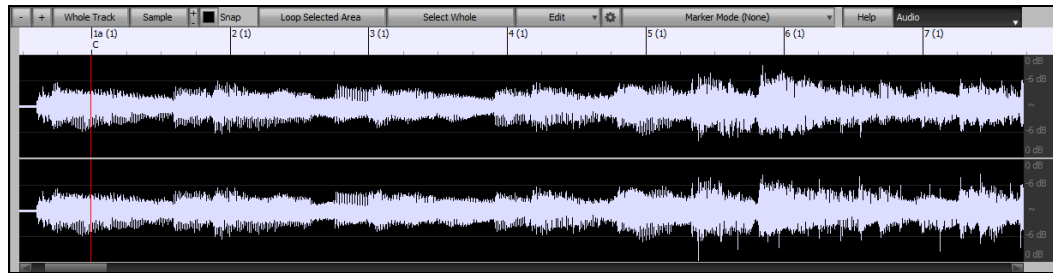 - + Whole Track Sample + - Snap Loop Selected Area Select Whole Edit Marker Mode (None) Help Audio
1a (1) 2 (1) 3 (1) 4 (1) 5 (1) 6 (1) 7 (1)
C
0 dB
-6 dB
~
-6 dB
0 dB
0 dB
-6 dB
~
-6 dB
0 dB